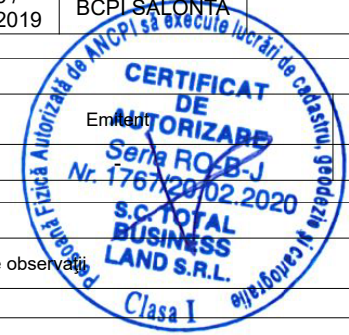 2019 BCPI SALONTA
Persoană Fizică Autorizată de ANCPI să execute lucrări de cadastru, geodezie și cartografie
CERTIFICAT
DE
Emitent
AUTORIZARE
Seria RO-B-J
Nr. 1767/20/02.2020
S.C. TOTAL
BUSINESS
LAND S.R.L.
e observaţii
Clasa I